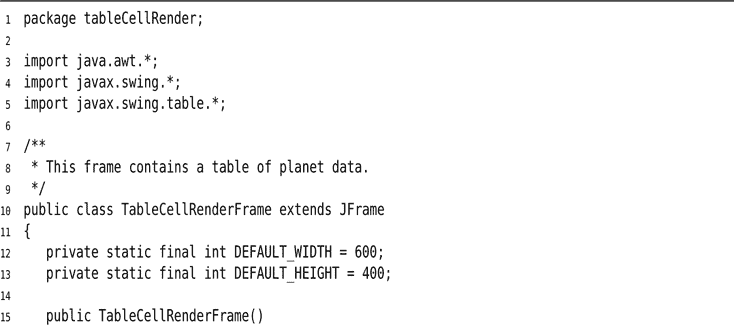 1 package tableCellRender;
2
3 import java.awt.*;
4 import javax.swing.*;
5 import javax.swing.table.*;
6
7 /**
8  * This frame contains a table of planet data.
9  */
10 public class TableCellRenderFrame extends JFrame
11 {
12    private static final int DEFAULT_WIDTH = 600;
13    private static final int DEFAULT_HEIGHT = 400;
14
15    public TableCellRenderFrame()